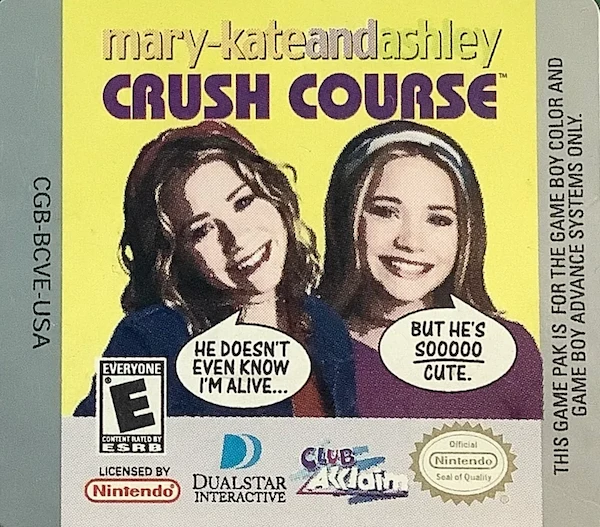 mary-kateandashley
CRUSH COURSE™
HE DOESN'T
EVEN KNOW
I'M ALIVE...
BUT HE'S
SOOOOO
CUTE.
EVERYONE
E
CONTENT RATED BY
ESRB
LICENSED BY
Nintendo®
DUALSTAR
INTERACTIVE
CLUB
Acclaim
Official
Nintendo
Seal of Quality
CGB-BCVE-USA
THIS GAME PAK IS FOR THE GAME BOY COLOR AND
GAME BOY ADVANCE SYSTEMS ONLY.